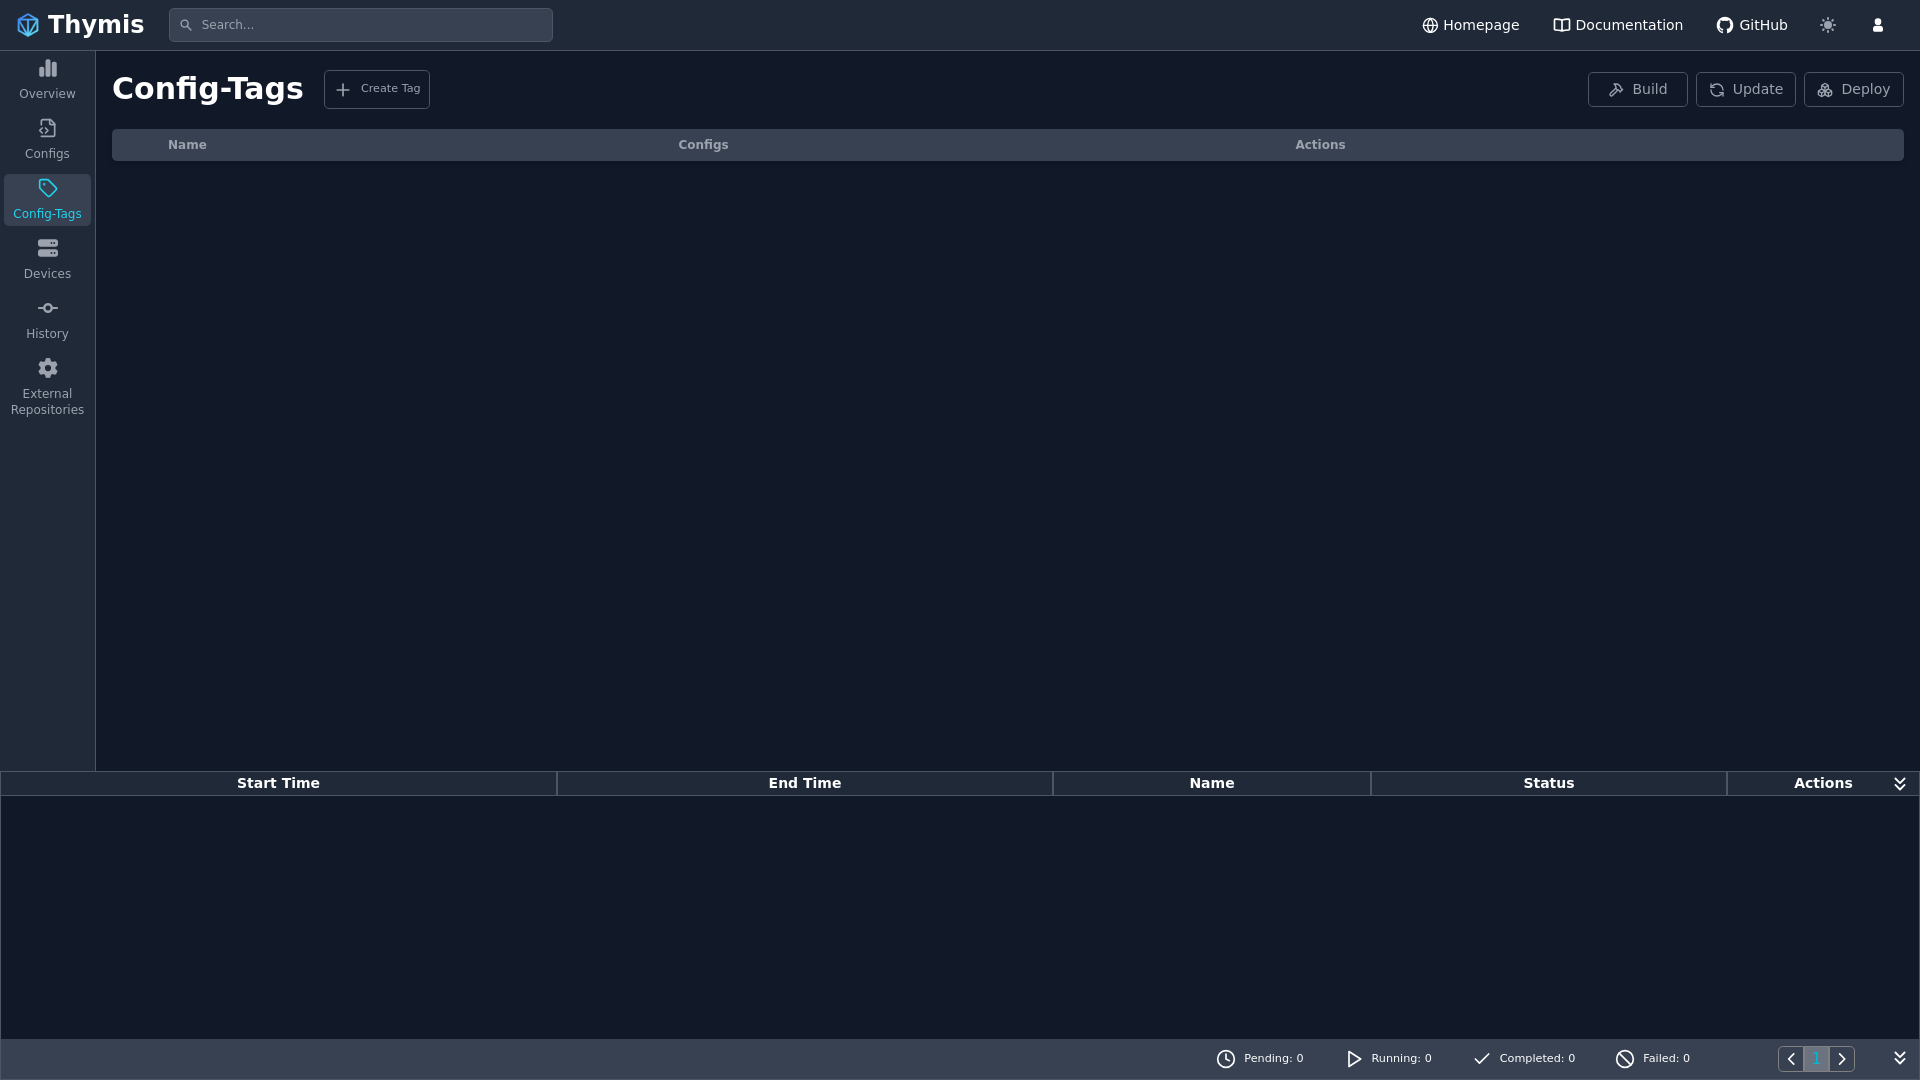 Thymis
Search...
Homepage
Documentation
GitHub
Overview
Configs
Config-Tags
Devices
History
External
Repositories
Config-Tags
Create Tag
Build
Update
Deploy
Name
Configs
Actions
Start Time
End Time
Name
Status
Actions
Pending: 0
Running: 0
Completed: 0
Failed: 0
1